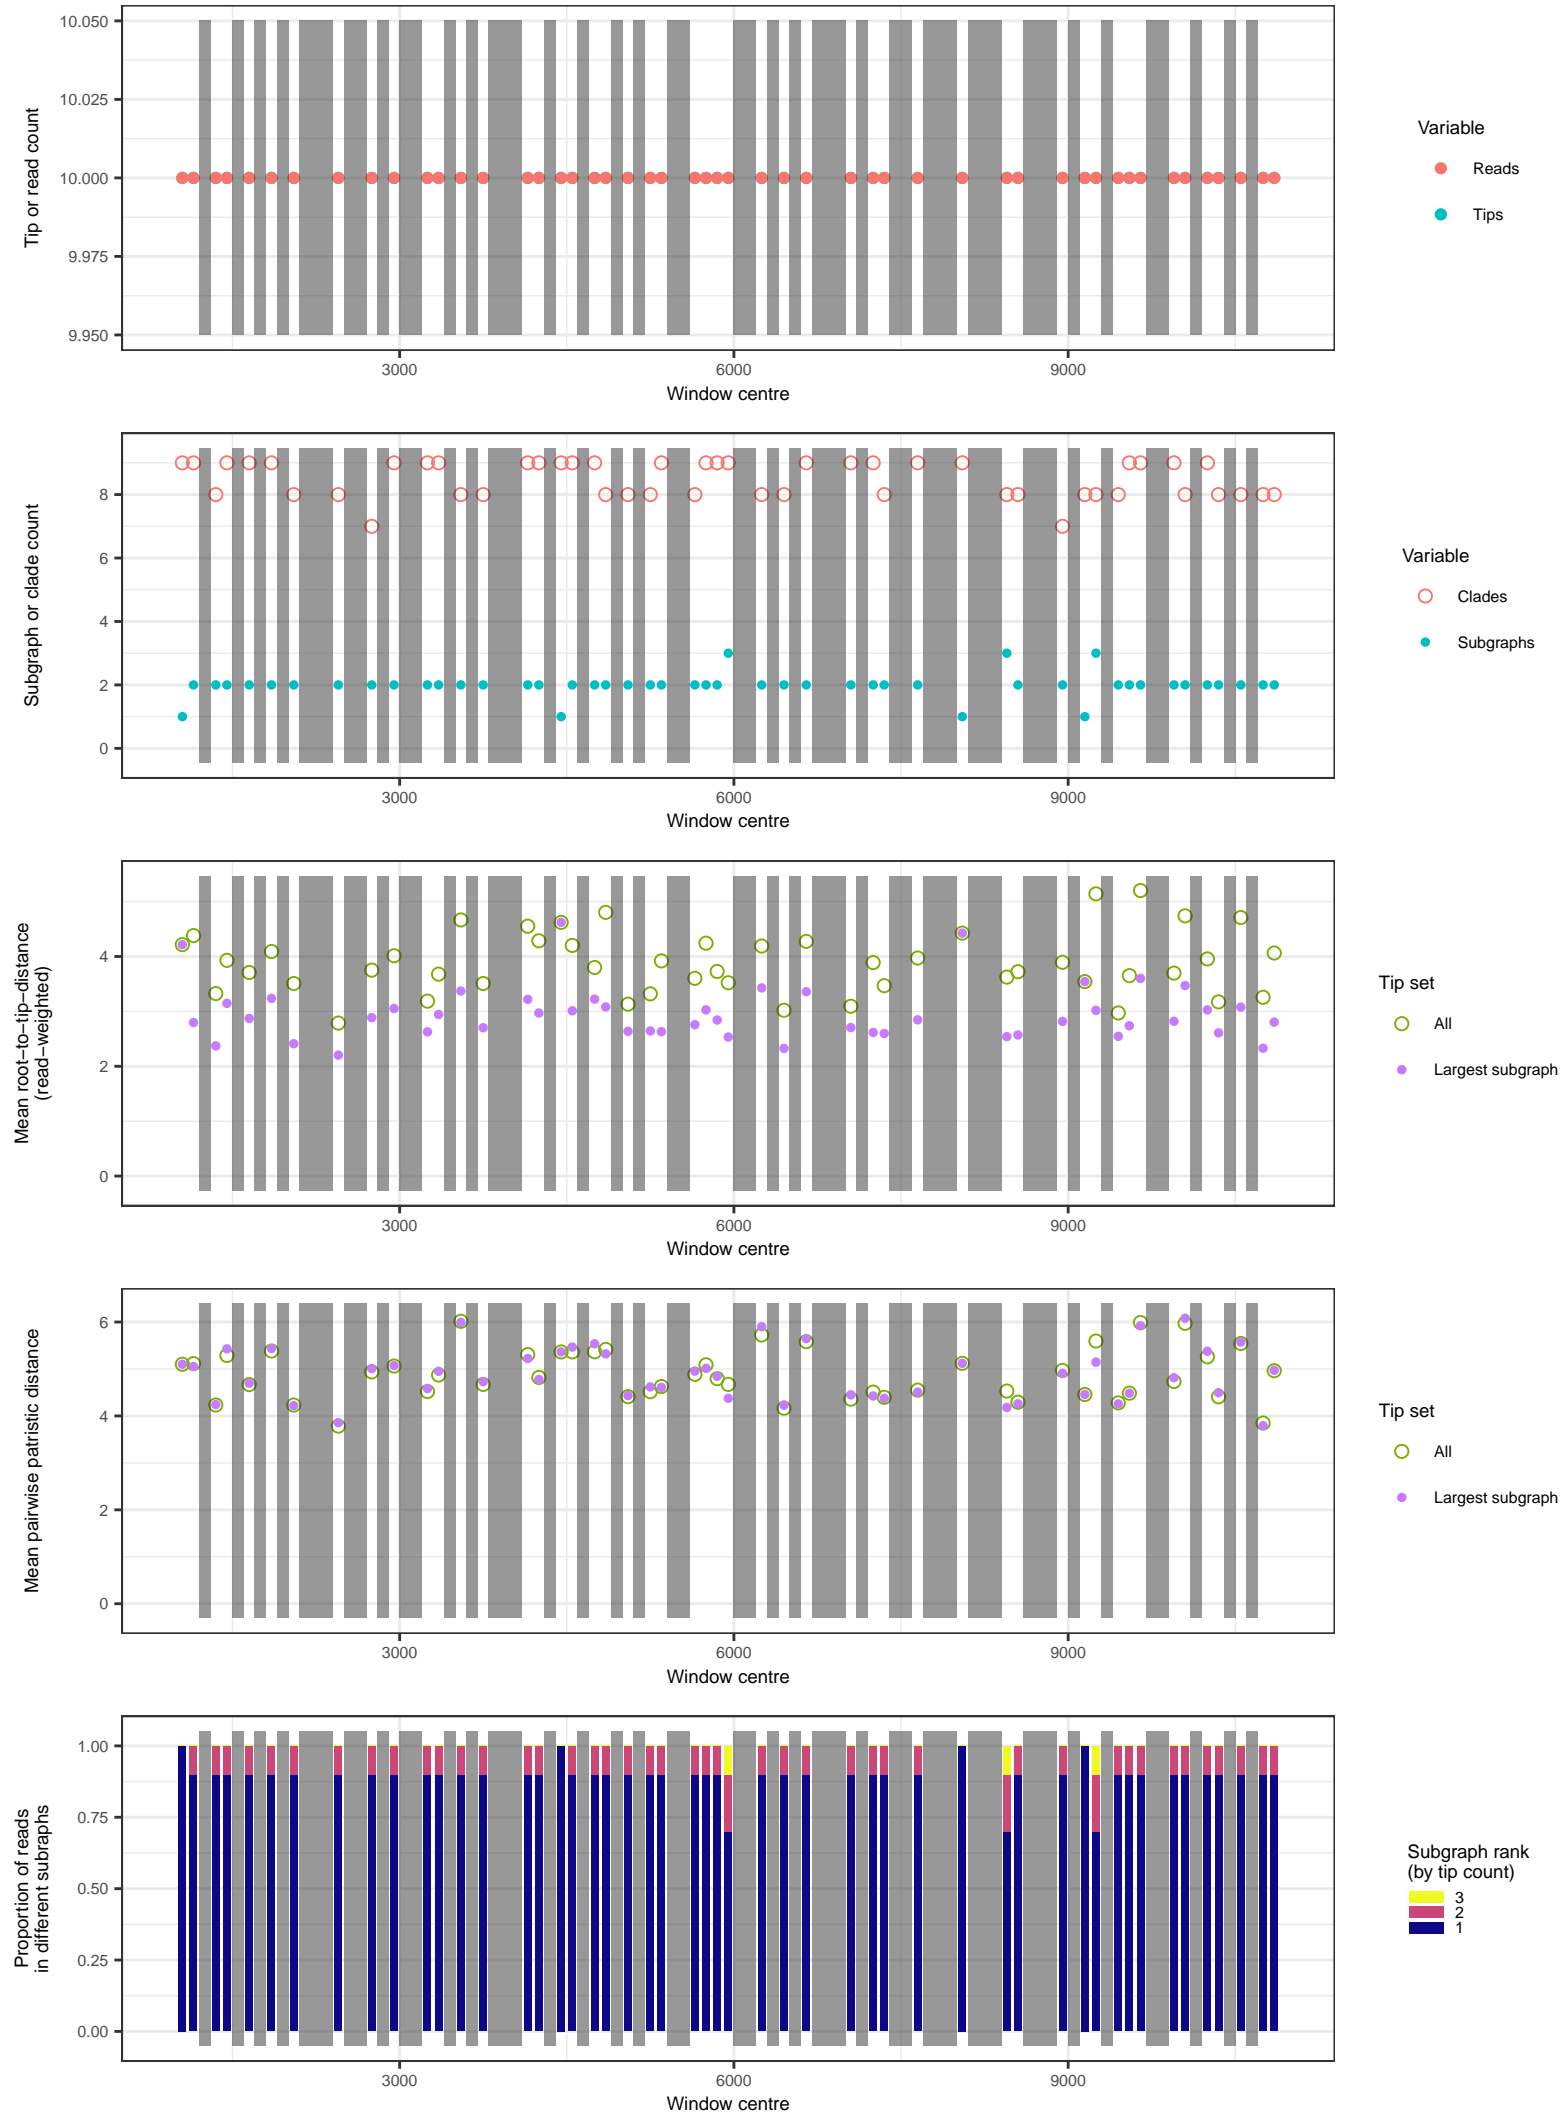 10.050
10.025
10.000
9.975
9.950
Tip or read count
3000 6000 9000
Window centre
Variable
Reads
Tips
8
6
4
2
0
Subgraph or clade count
3000 6000 9000
Window centre
Variable
Clades
Subgraphs
4
2
0
Mean root−to−tip−distance
(read−weighted)
3000 6000 9000
Window centre
Tip set
All
Largest subgraph
6
4
2
0
Mean pairwise patristic distance
3000 6000 9000
Window centre
Tip set
All
Largest subgraph
1.00
0.75
0.50
0.25
0.00
Proportion of reads
in different subraphs
3000 6000 9000
Window centre
Subgraph rank
(by tip count)
3
2
1